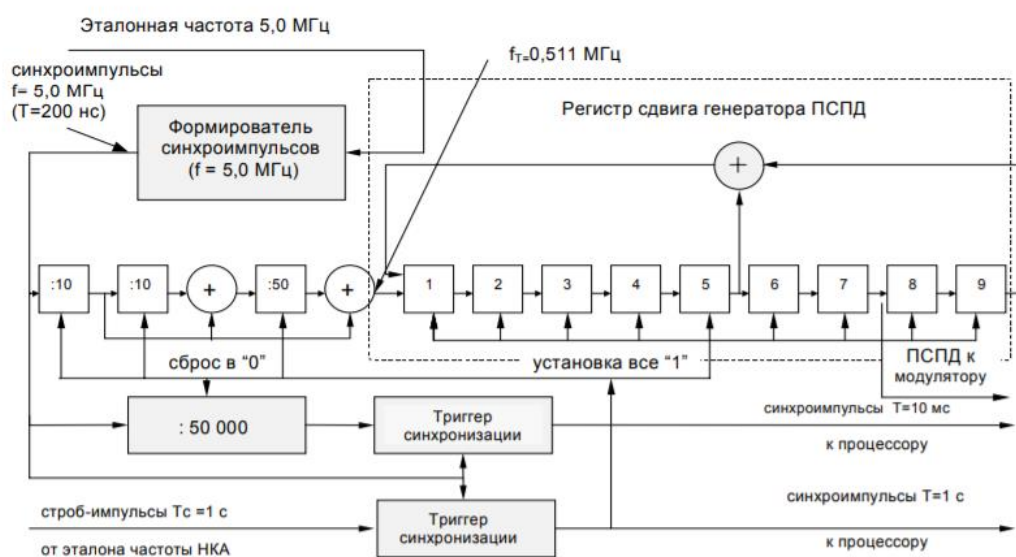 Эталонная частота 5,0 МГц
fT=0,511 МГц
синхроимпульсы
f= 5,0 МГц
(T=200 нс)
Формирователь
синхроимпульсов
(f = 5,0 МГц)
Регистр сдвига генератора ПСПД
+
:10
:10
+
:50
+
1
2
3
4
5
6
7
8
9
сброс в “0”
установка все “1”
ПСПД к
модулятору
: 50 000
Триггер
синхронизации
синхроимпульсы T=10 мс
к процессору
строб-импульсы Tc =1 с
от эталона частоты НКА
Триггер
синхронизации
синхроимпульсы T=1 с
к процессору